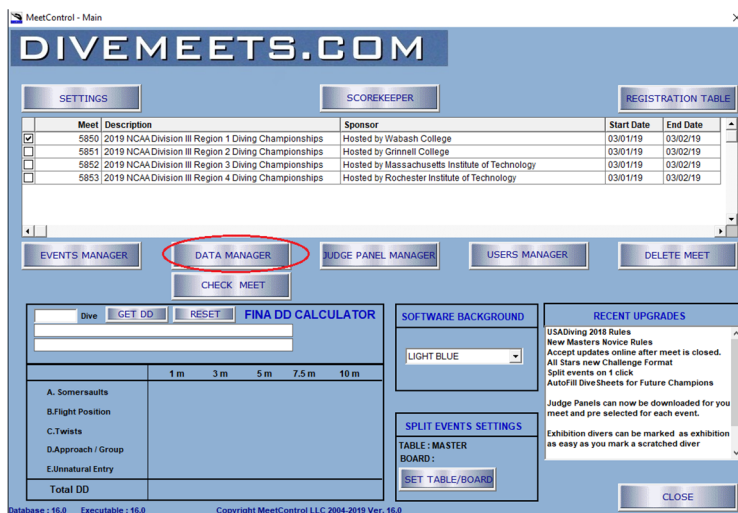 MeetControl - Main
DIVEMEETS.COM
SETTINGS
SCOREKEEPER
REGISTRATION TABLE
Meet Description Sponsor Start Date End Date
5850 2019 NCAA Division III Region 1 Diving Championships Hosted by Wabash College 03/01/19 03/02/19
5851 2019 NCAA Division III Region 2 Diving Championships Hosted by Grinnell College 03/01/19 03/02/19
5852 2019 NCAA Division III Region 3 Diving Championships Hosted by Massachusetts Institute of Technology 03/01/19 03/02/19
5853 2019 NCAA Division III Region 4 Diving Championships Hosted by Rochester Institute of Technology 03/01/19 03/02/19
EVENTS MANAGER
DATA MANAGER
JUDGE PANEL MANAGER
USERS MANAGER
DELETE MEET
CHECK MEET
Dive GET DD RESET FINA DD CALCULATOR
1 m 3 m 5 m 7.5 m 10 m
A. Somersaults
B.Flight Position
C.Twists
D.Approach / Group
E.Unnatural Entry
Total DD
SOFTWARE BACKGROUND
LIGHT BLUE
SPLIT EVENTS SETTINGS
TABLE : MASTER
BOARD :
SET TABLE/BOARD
RECENT UPGRADES
USADiving 2018 Rules
New Masters Novice Rules
Accept updates online after meet is closed.
All Stars new Challenge Format
Split events on 1 click
AutoFill DiveSheets for Future Champions
Judge Panels can now be downloaded for you
meet and pre selected for each event.
Exhibition divers can be marked as exhibition
as easy as you mark a scratched diver
CLOSE
Database : 16.0 Executable : 16.0 Copyright MeetControl LLC 2004-2019 Ver. 16.0